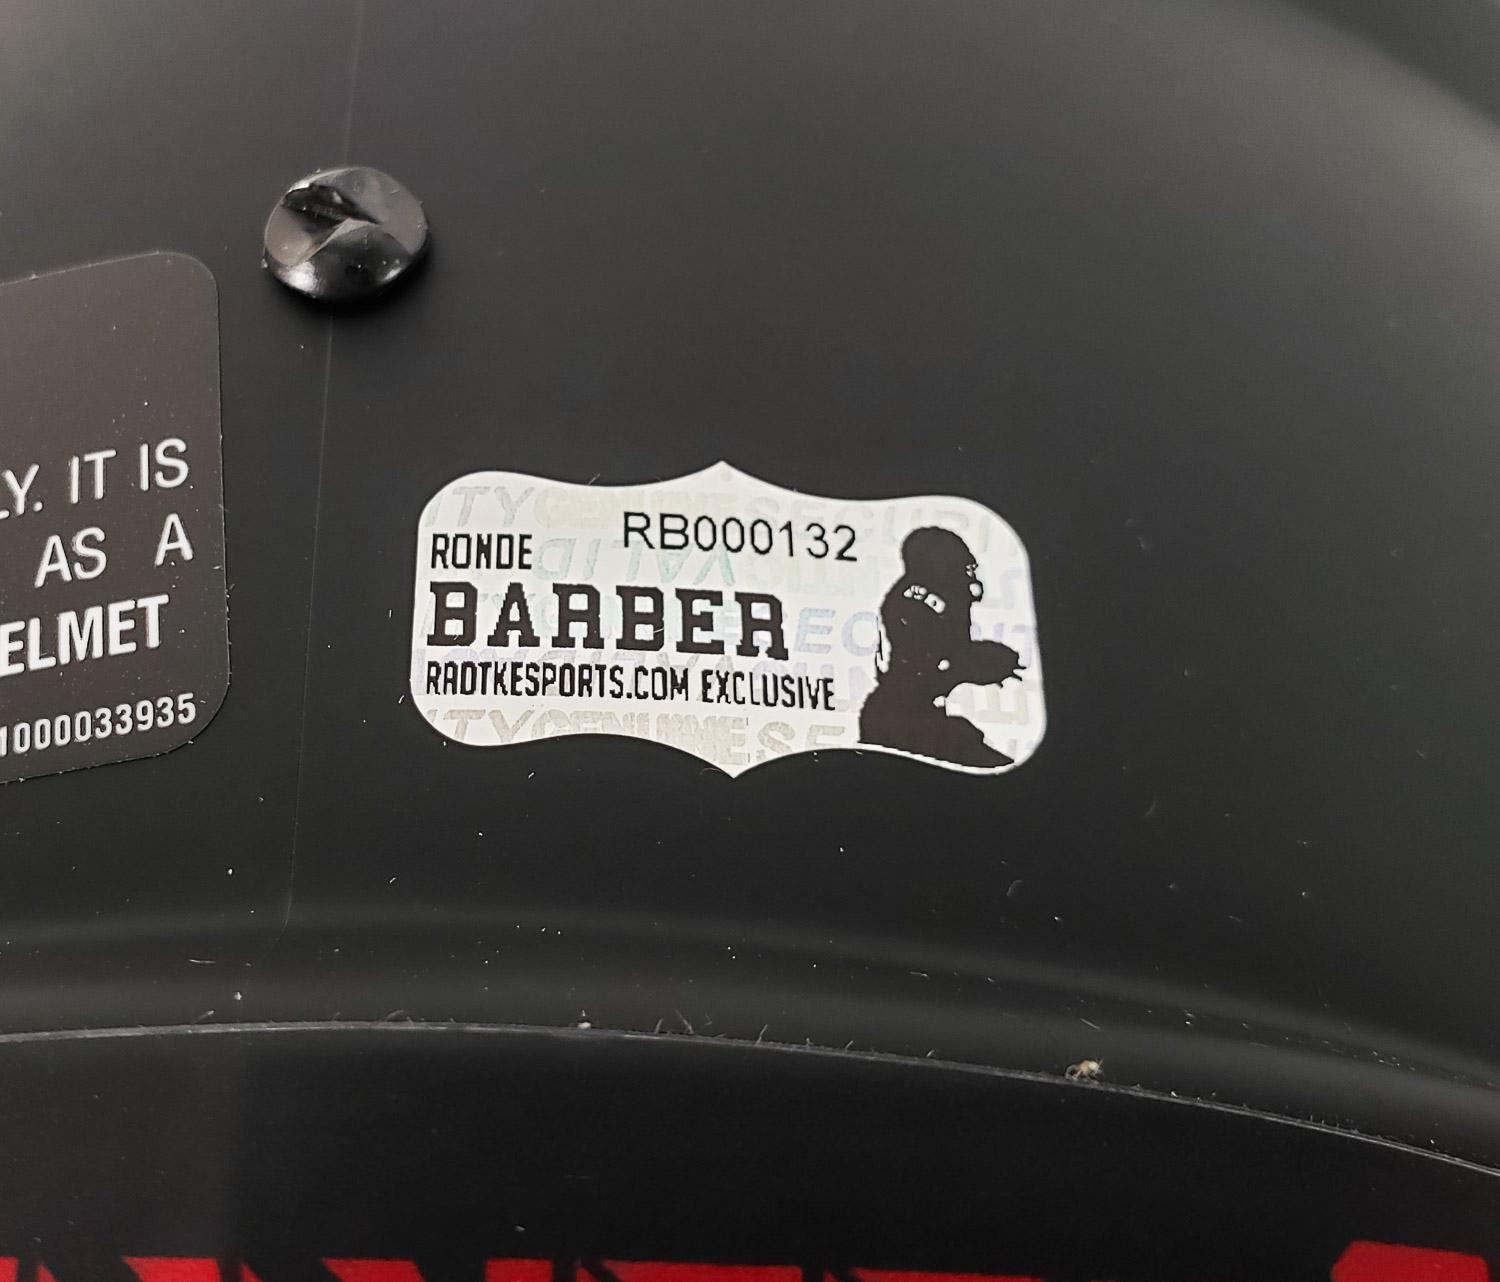 LY. IT IS
AS A
ELMET
1000033935
RB000132
RONDE
BARBER
RADTKESPORTS.COM EXCLUSIVE